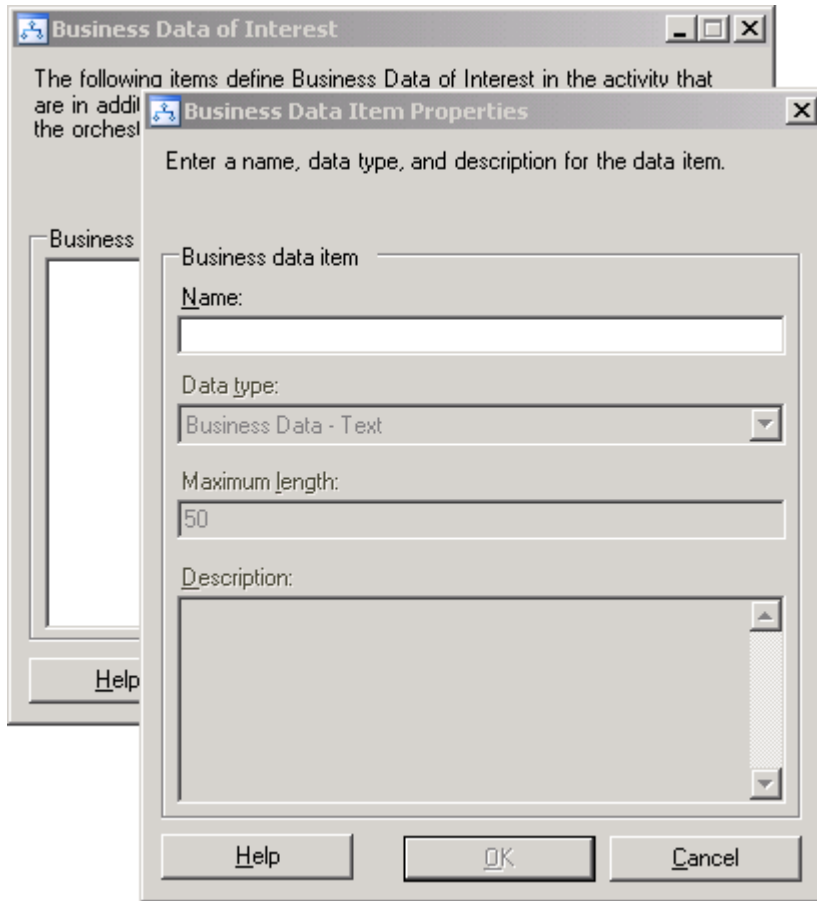 Business Data of Interest
The following items define Business Data of Interest in the activity that
are in addit
the orchest
Business Data Item Properties
Enter a name, data type, and description for the data item.
Business
Business data item
Name:
Data type:
Business Data - Text
Maximum length:
50
Description:
Help
Help
OK
Cancel